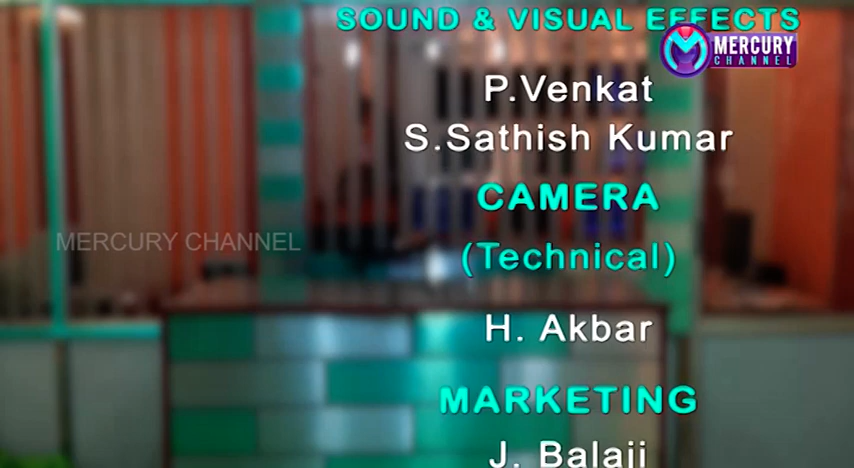 SOUND & VISUAL EFFECTS
MERCURY
CHANNEL
P.Venkat
S.Sathish Kumar
CAMERA
MERCURY CHANNEL
(Technical)
H. Akbar
MARKETING
J. Balaji